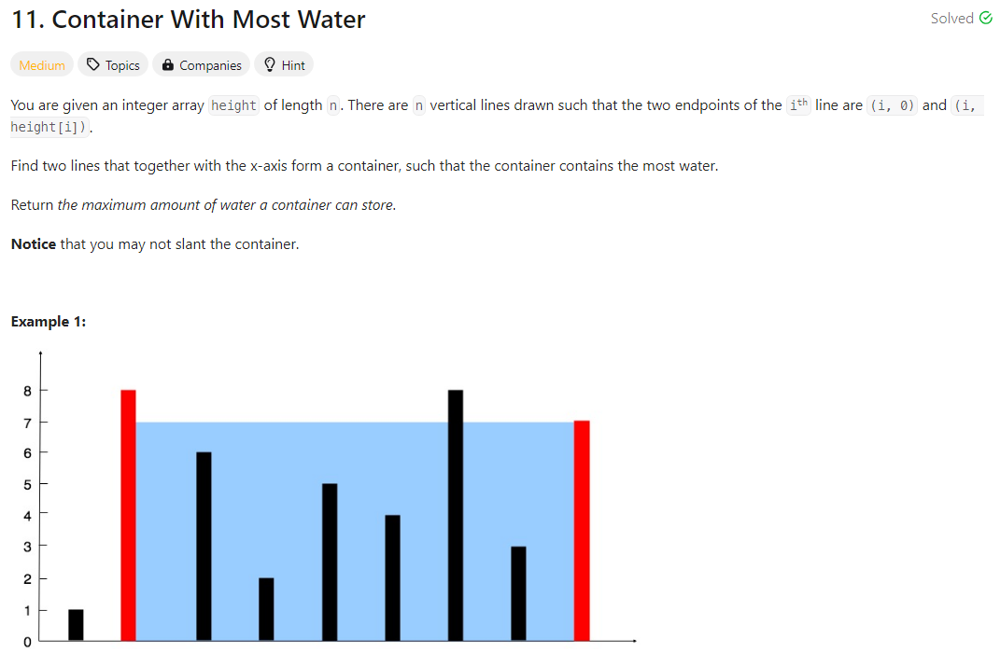 11. Container With Most Water
Solved
Medium Topics Companies Hint
You are given an integer array height of length n. There are n vertical lines drawn such that the two endpoints of the ith line are (i, 0) and (i,
height[i]).
Find two lines that together with the x-axis form a container, such that the container contains the most water.
Return the maximum amount of water a container can store.
Notice that you may not slant the container.
Example 1:
8
7
6
5
4
3
2
1
0